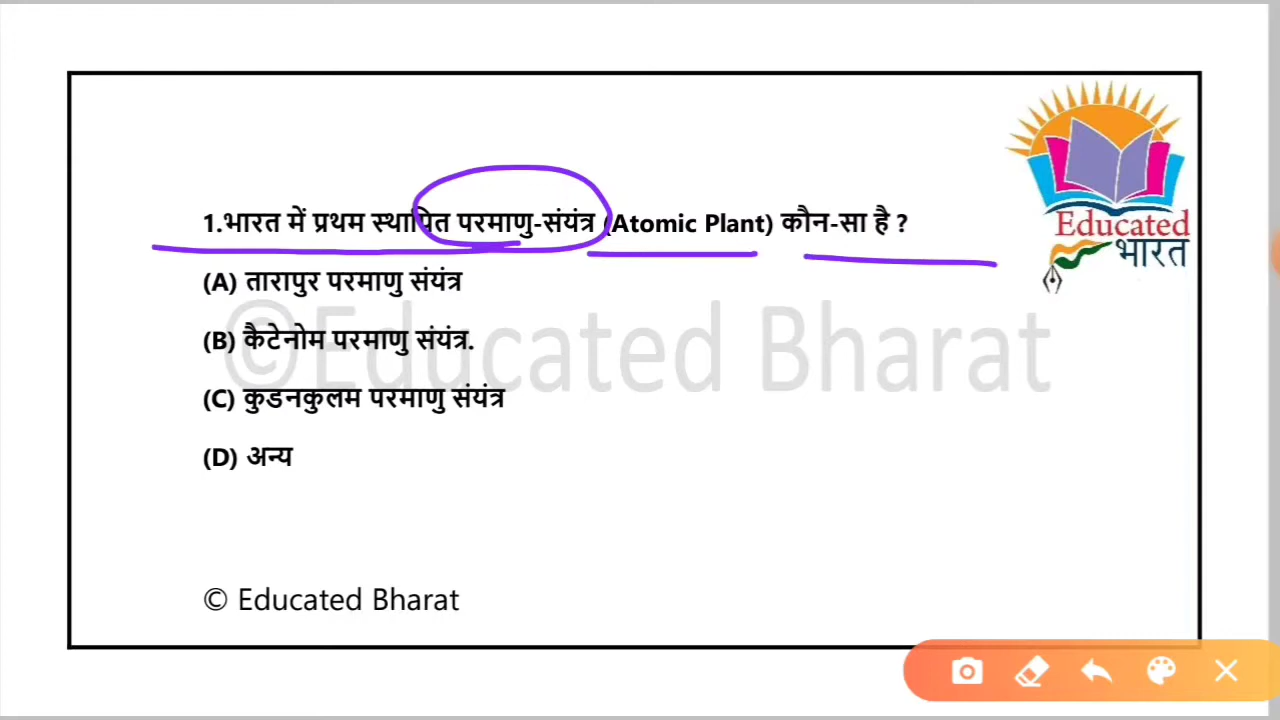 1.भारत में प्रथम स्थापित परमाणु-संयंत्र (Atomic Plant) कौन-सा है ?
(A) तारापुर परमाणु संयंत्र
(B) कैटेनोम परमाणु संयंत्र.
(C) कुडनकुलम परमाणु संयंत्र
(D) अन्य
©Educated Bharat
© Educated Bharat
Educated
भारत